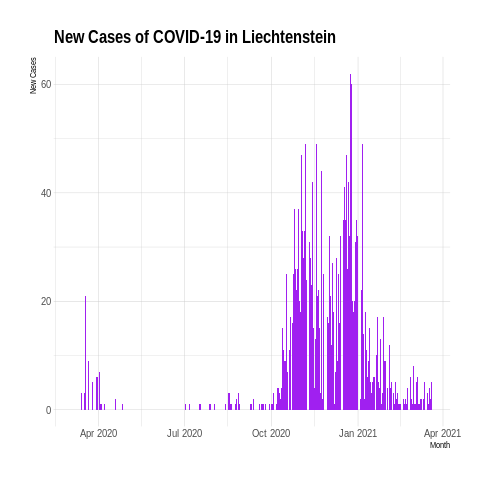 New Cases of COVID-19 in Liechtenstein
New Cases
60
40
20
0
Apr 2020 Jul 2020 Oct 2020 Jan 2021 Apr 2021
Month